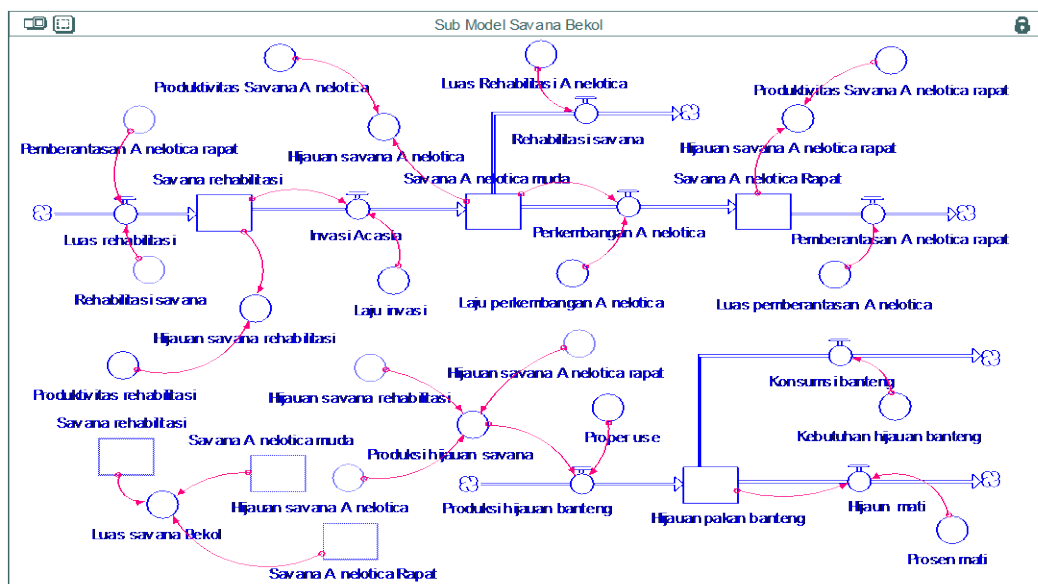 Sub Model Savana Bekol
Produktivitas Savana A nelotica
Luas Rehabilitasi A nelotica
Produktivitas Savana A nelotica rapat
Pemberantasan A nelotica rapat
Hijauan savana A nelotica
Rehabilitasi savana
Hijauan savana A nelotica rapat
Savana rehabilitasi
Savana A nelotica muda
Savana A nelotica Rapat
Luas rehabilitasi
Invasi Acasia
Perkembangan A nelotica
Pemberantasan A nelotica rapat
Rehabilitasi savana
Laju invasi
Laju perkembangan A nelotica
Luas pemberantasan A nelotica
Hijauan savana rehabilitasi
Hijauan savana A nelotica rapat
Konsumsi banteng
Produktivitas rehabilitasi
Hijauan savana rehabilitasi
Savana rehabilitasi
Savana A nelotica muda
Produksi hijauan savana
Proper use
Kebutuhan hijauan banteng
Hijauan savana A nelotica
Produksi hijauan banteng
Hijauan pakan banteng
Hijaun mati
Luas savana Bekol
Prosen mati
Savana A nelotica Rapat